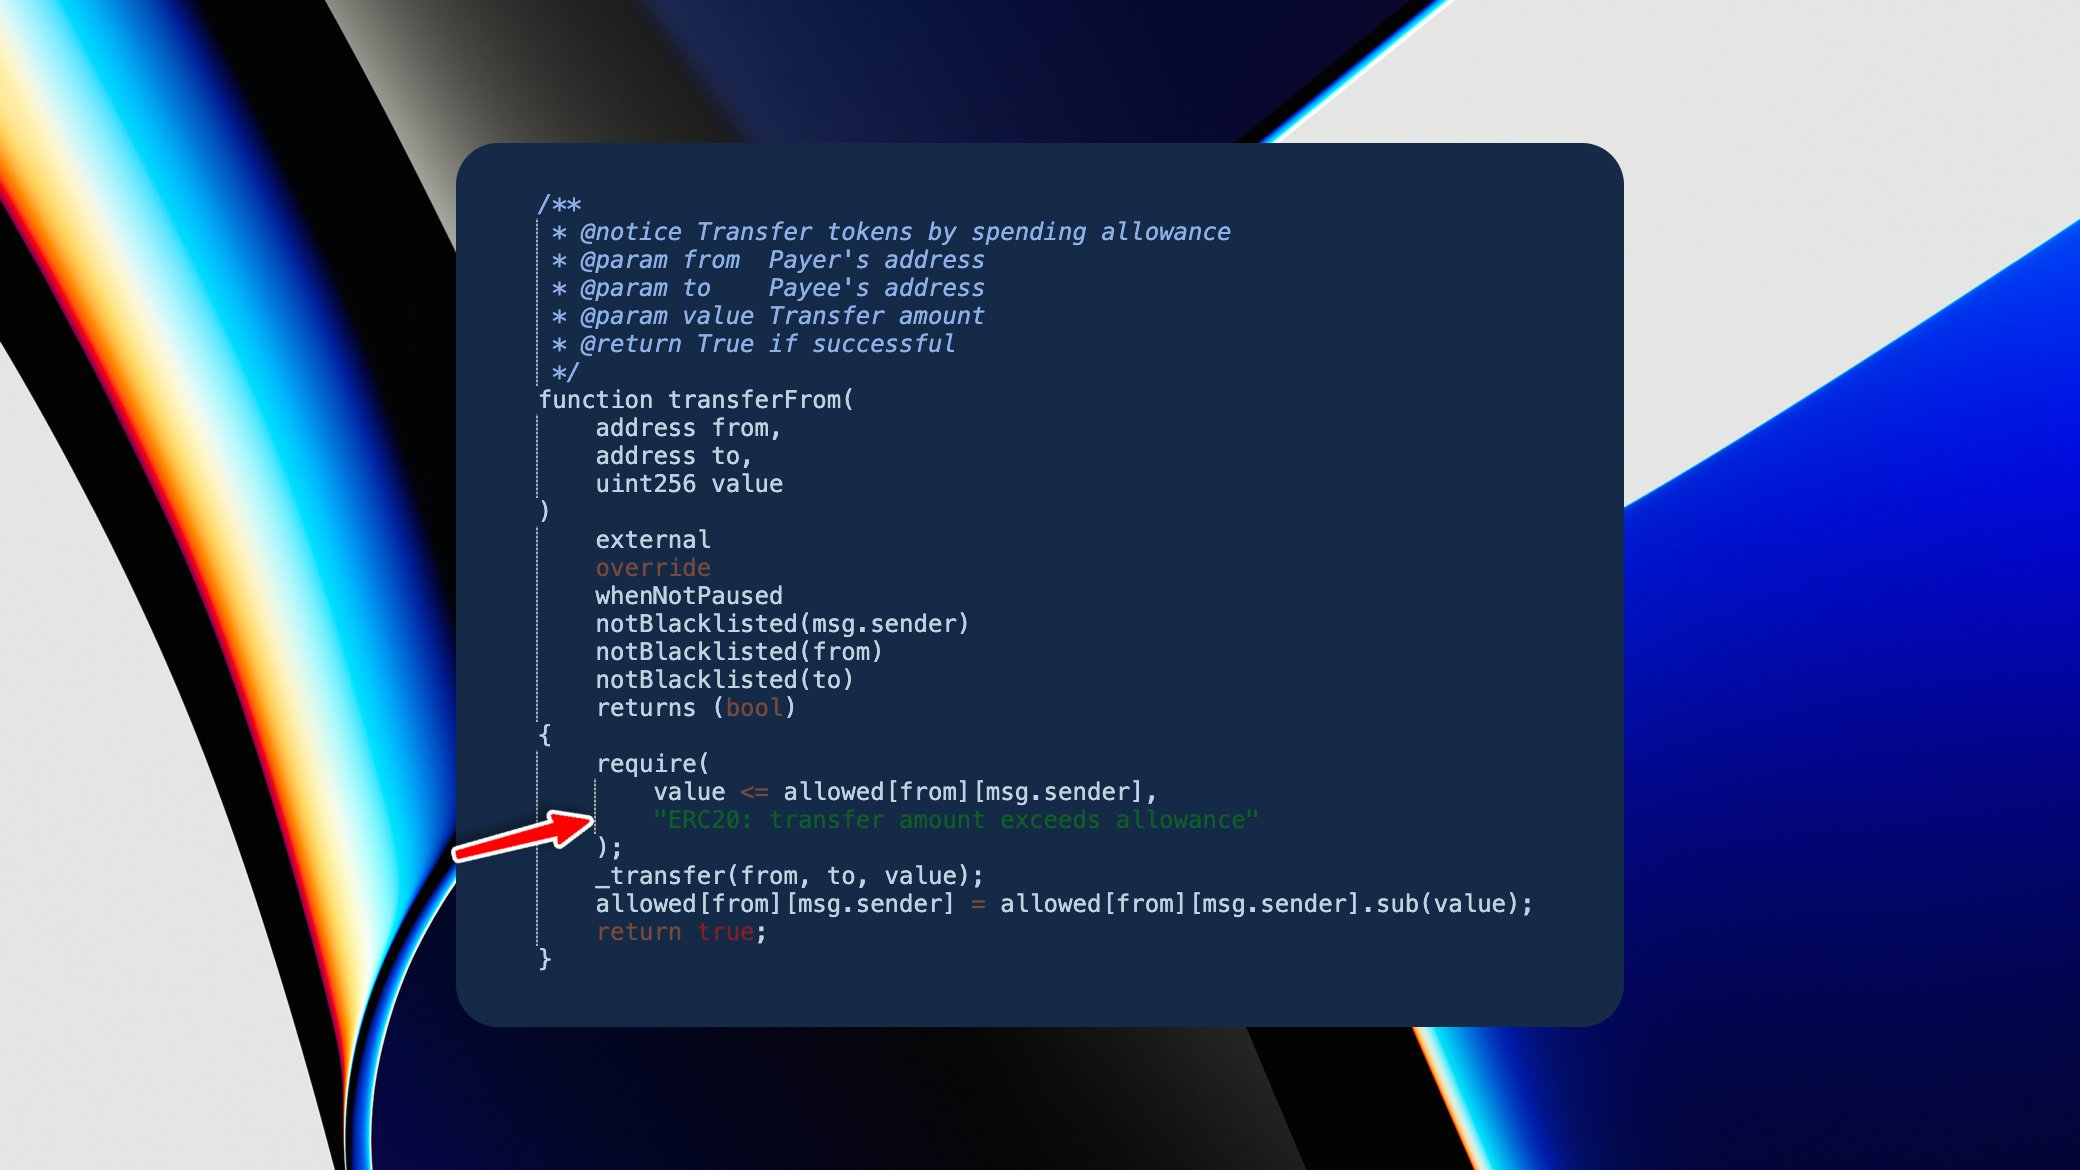 /**
 * @notice Transfer tokens by spending allowance
 * @param from  Payer's address
 * @param to    Payee's address
 * @param value Transfer amount
 * @return True if successful
 */
function transferFrom(
    address from,
    address to,
    uint256 value
)
    external
    override
    whenNotPaused
    notBlacklisted(msg.sender)
    notBlacklisted(from)
    notBlacklisted(to)
    returns (bool)
{
    require(
        value <= allowed[from][msg.sender],
        "ERC20: transfer amount exceeds allowance"
    );
    _transfer(from, to, value);
    allowed[from][msg.sender] = allowed[from][msg.sender].sub(value);
    return true;
}